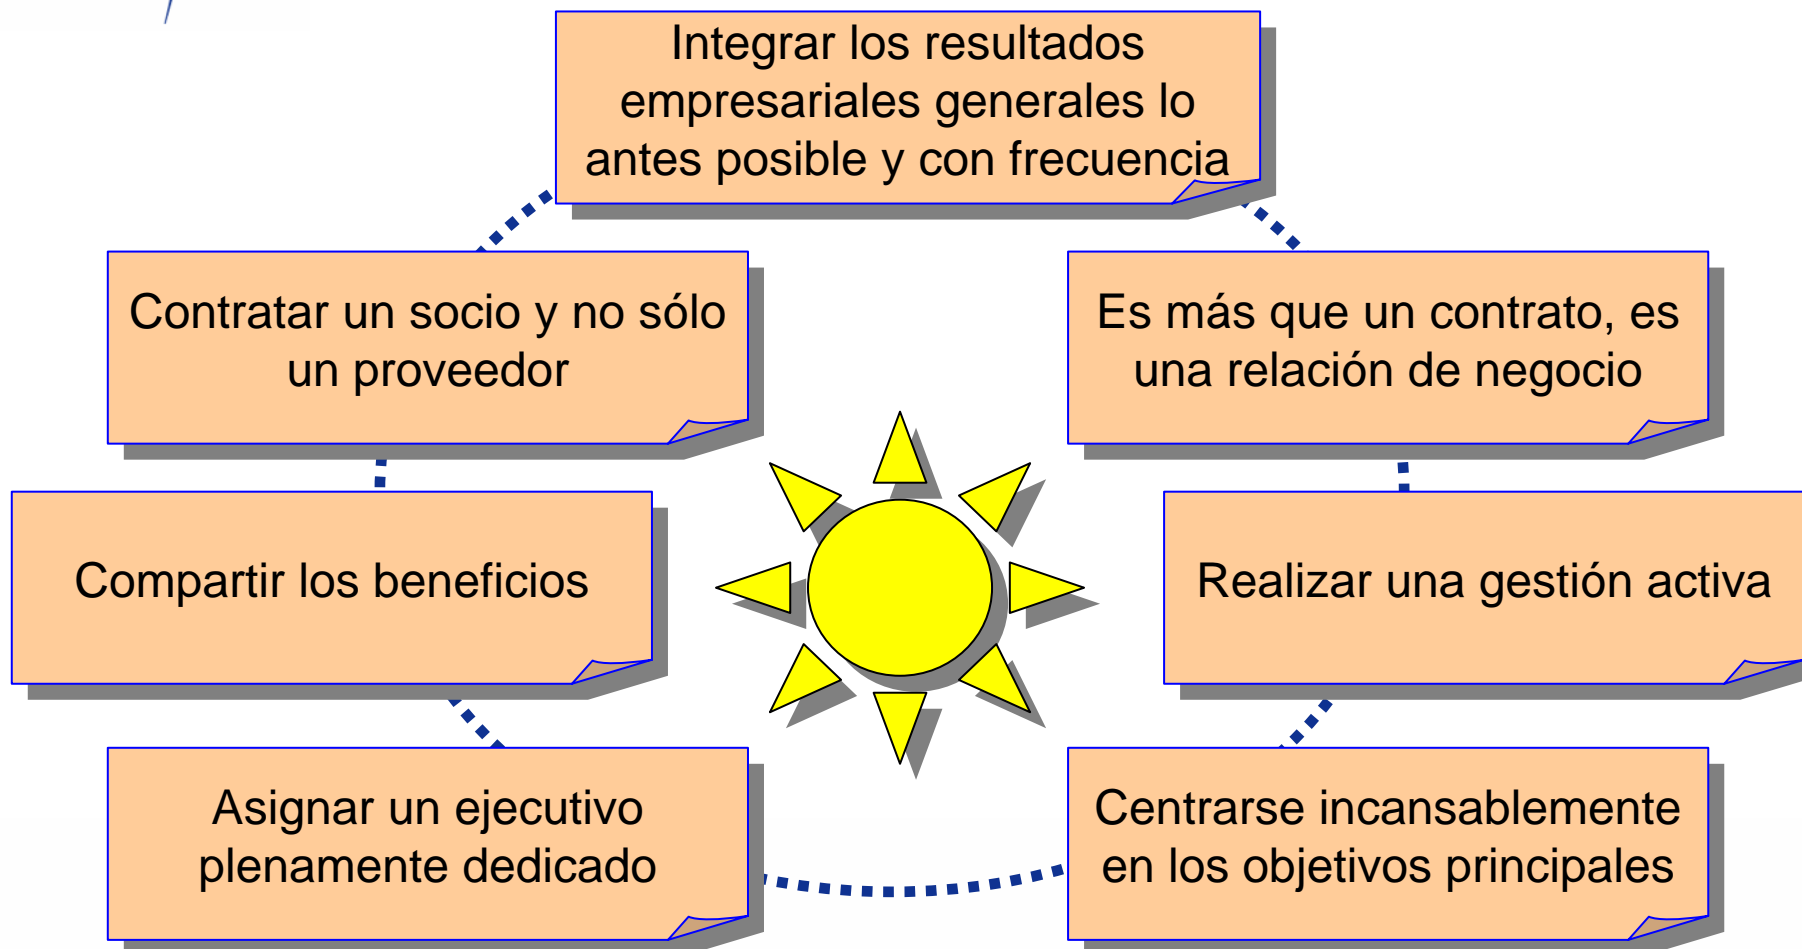 Integrar los resultados
empresariales generales lo
antes posible y con frecuencia
Contratar un socio y no sólo
un proveedor
Es más que un contrato, es
una relación de negocio
Compartir los beneficios
Realizar una gestión activa
Asignar un ejecutivo
plenamente dedicado
Centrarse incansablemente
en los objetivos principales